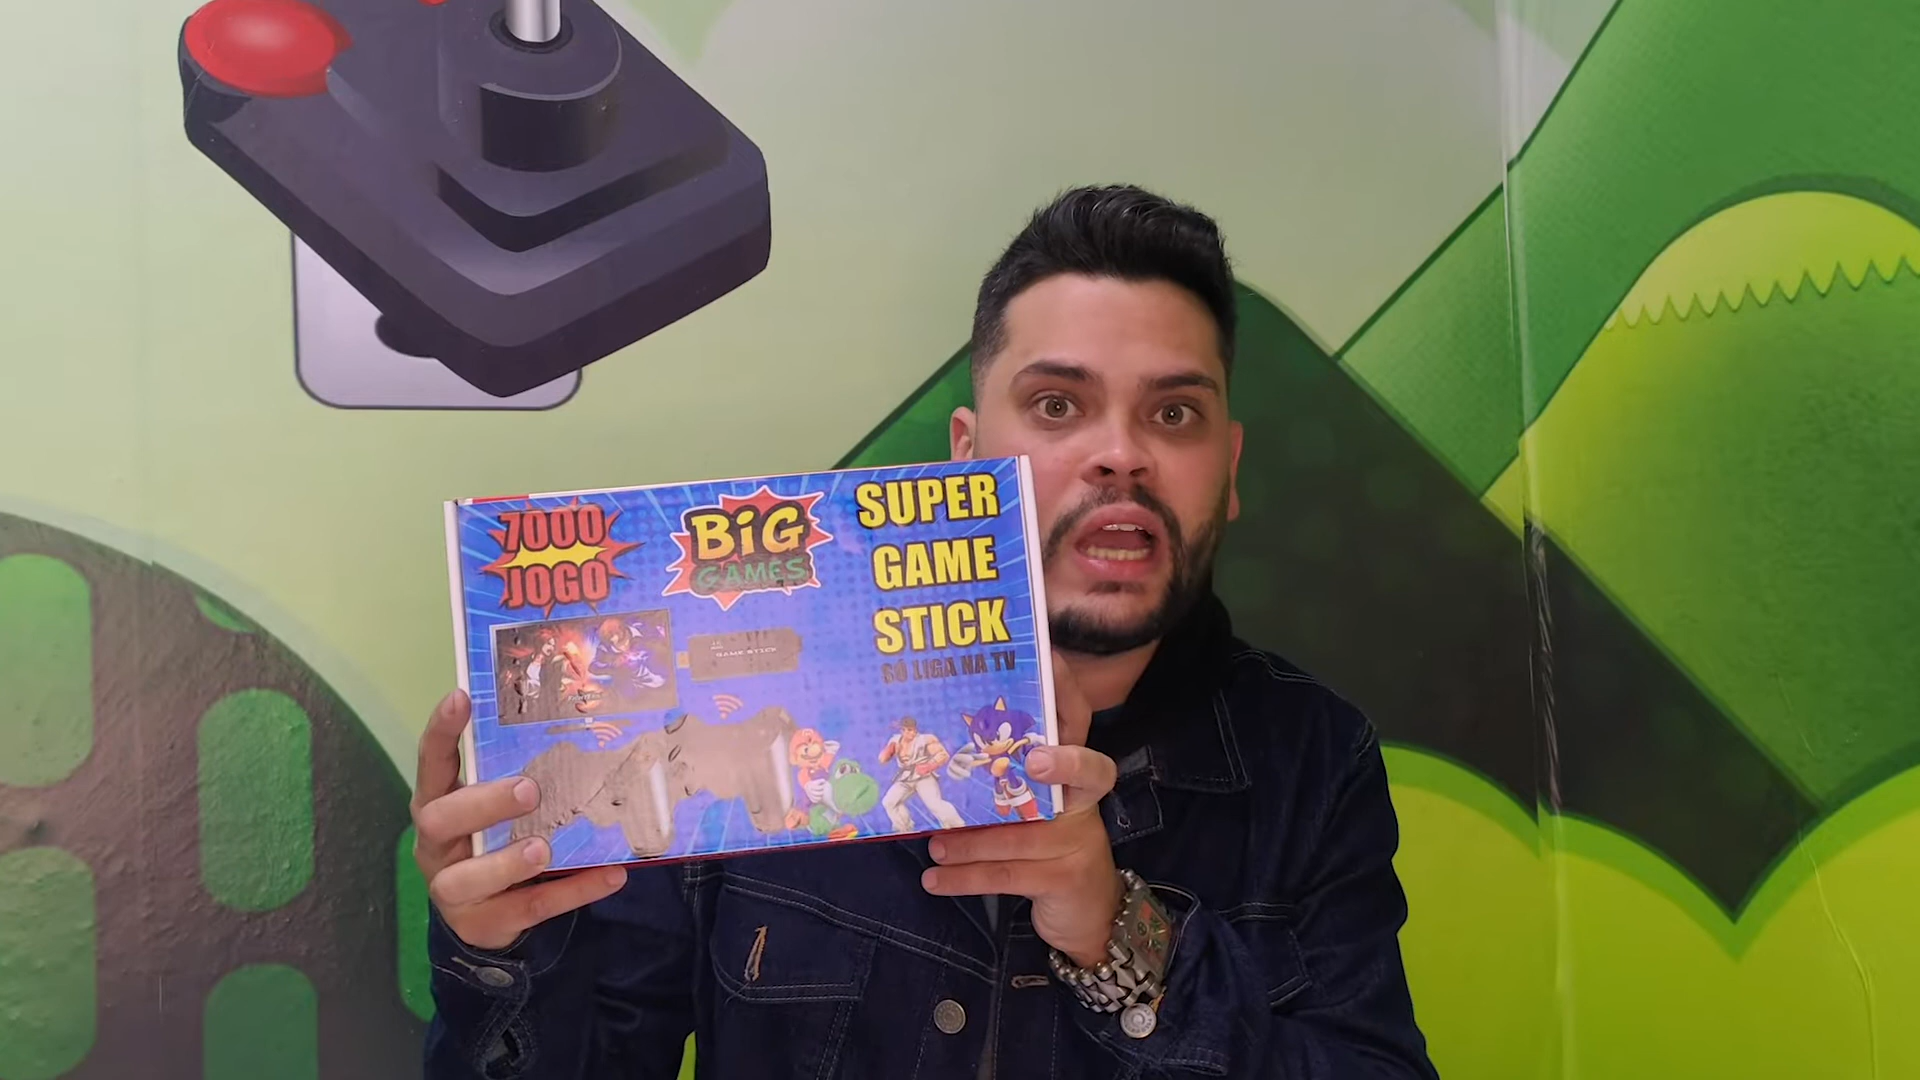 7000
JOGO
BiG
GAMES
SUPER
GAME
STICK
SÓ LIGA NA TV
GAME STICK